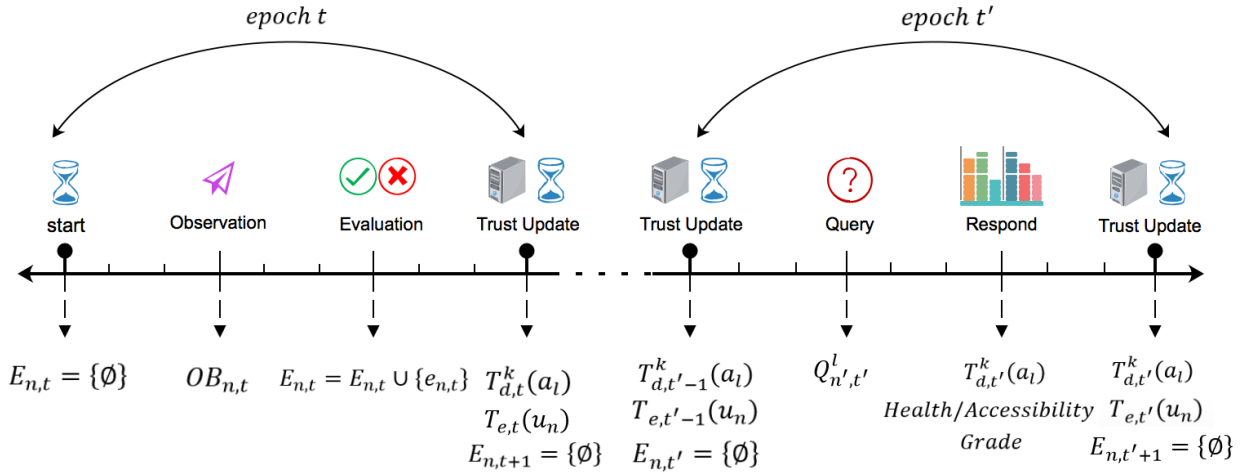 epoch t
epoch t′
start
Observation
Evaluation
Trust Update
Trust Update
Query
Respond
Trust Update
?
E_{n,t} = {∅}
OB_{n,t}
E_{n,t} = E_{n,t} ∪ {e_{n,t}}
T^k_{d,t}(a_l)
T_{e,t}(u_n)
E_{n,t+1} = {∅}
T^k_{d,t′−1}(a_l)
T_{e,t′−1}(u_n)
E_{n,t′} = {∅}
Q^l_{n′,t′}
T^k_{d,t′}(a_l)
Health/Accessibility
Grade
T^k_{d,t′}(a_l)
T_{e,t′}(u_n)
E_{n,t′+1} = {∅}